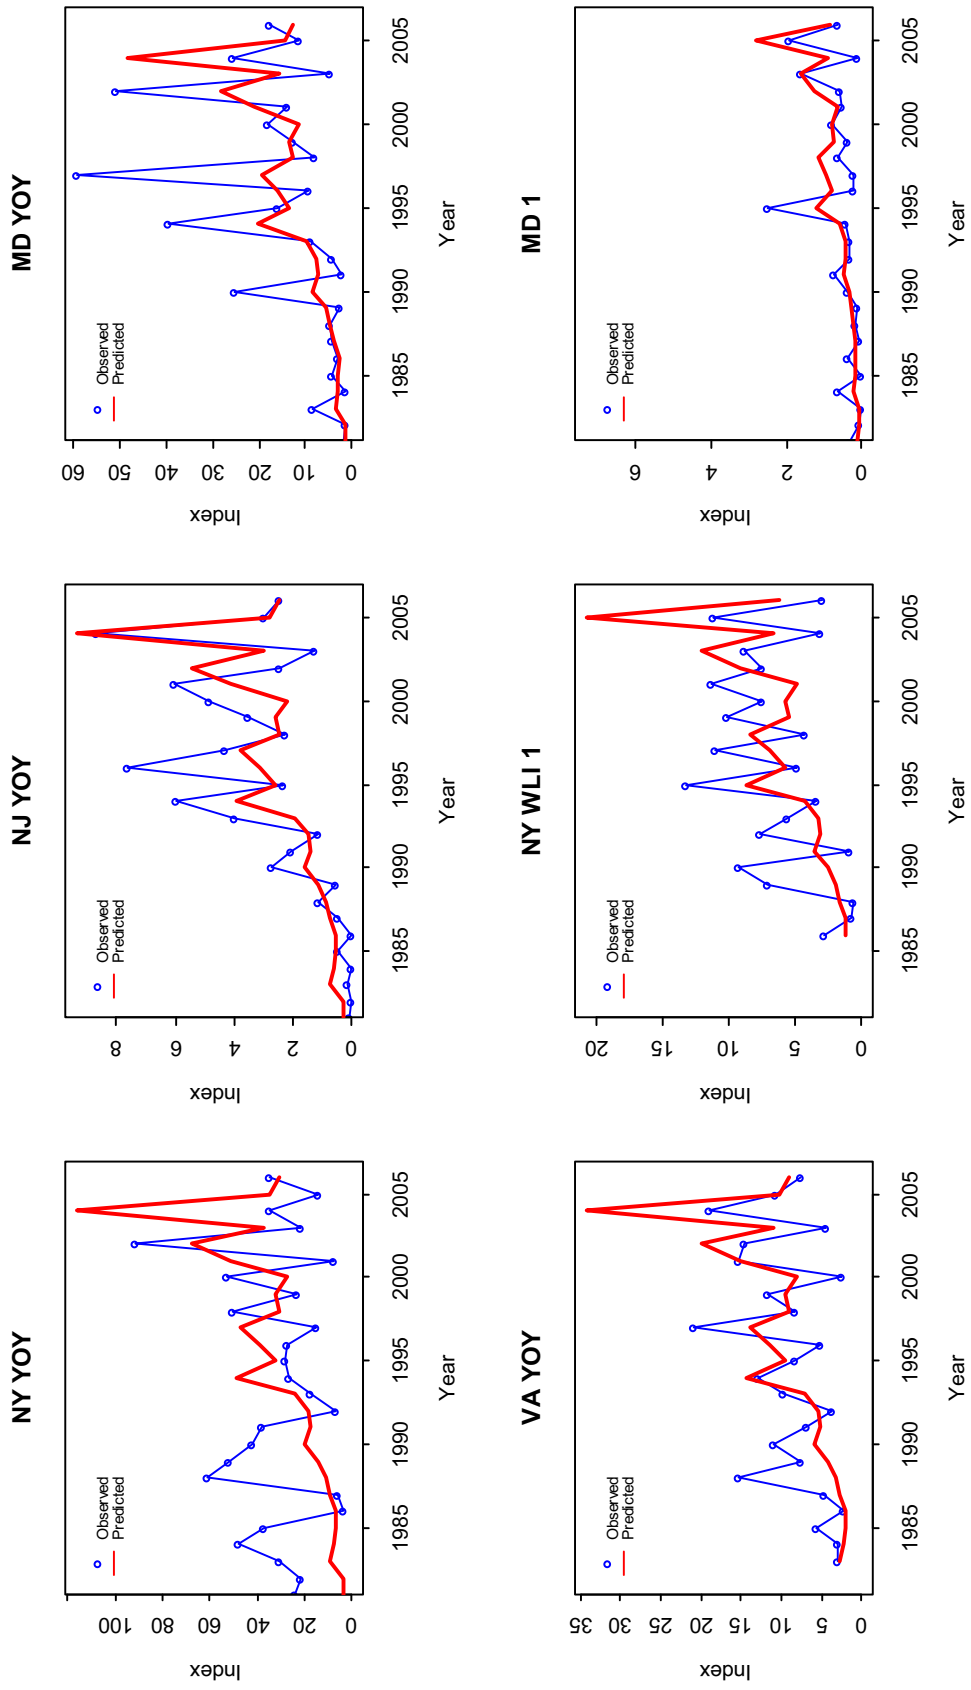 NY YOY
Index
100
80
60
40
20
0
Observed
Predicted
1985
1990
1995
2000
2005
Year
NJ YOY
Index
8
6
4
2
0
Observed
Predicted
1985
1990
1995
2000
2005
Year
MD YOY
Index
60
50
40
30
20
10
0
Observed
Predicted
1985
1990
1995
2000
2005
Year
VA YOY
Index
35
30
25
20
15
10
5
0
Observed
Predicted
1985
1990
1995
2000
2005
Year
NY WLI 1
Index
20
15
10
5
0
Observed
Predicted
1985
1990
1995
2000
2005
Year
MD 1
Index
6
4
2
0
Observed
Predicted
1985
1990
1995
2000
2005
Year